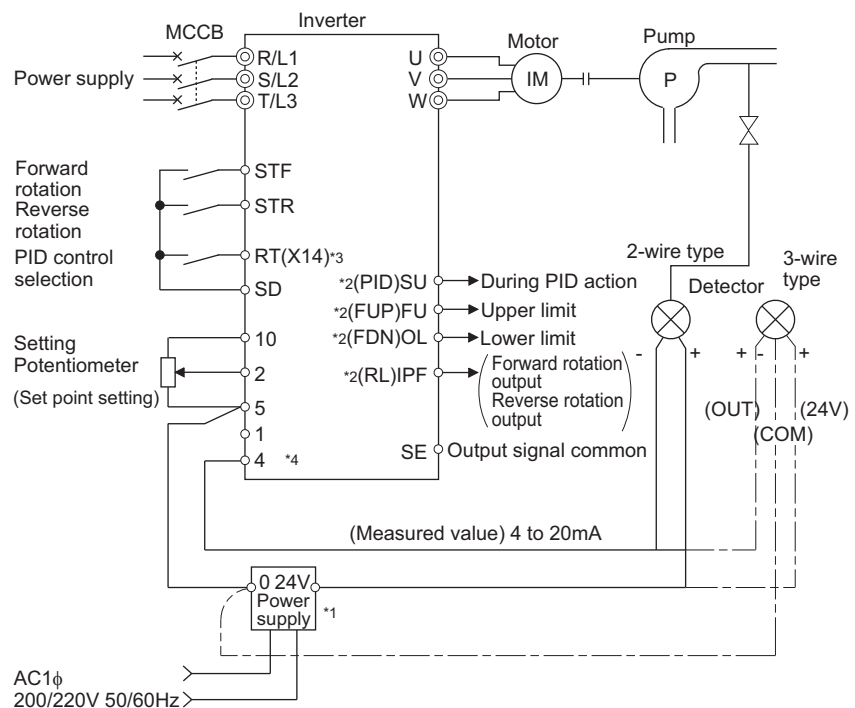 Inverter
MCCB
R/L1
S/L2
T/L3
Power supply
U
V
W
Motor
IM
Pump
P
Forward
rotation
Reverse
rotation
PID control
selection
STF
STR
RT(X14)*3
SD
*2(PID)SU
During PID action
*2(FUP)FU
Upper limit
*2(FDN)OL
Lower limit
*2(RL)IPF
Forward rotation
output
Reverse rotation
output
SE
Output signal common
2-wire type
Detector
3-wire
type
- +
+ - +
(OUT)
(24V)
(COM)
Setting
Potentiometer
(Set point setting)
10
2
5
1
4 *4
(Measured value) 4 to 20mA
0 24V
Power
supply
*1
AC1ϕ
200/220V 50/60Hz